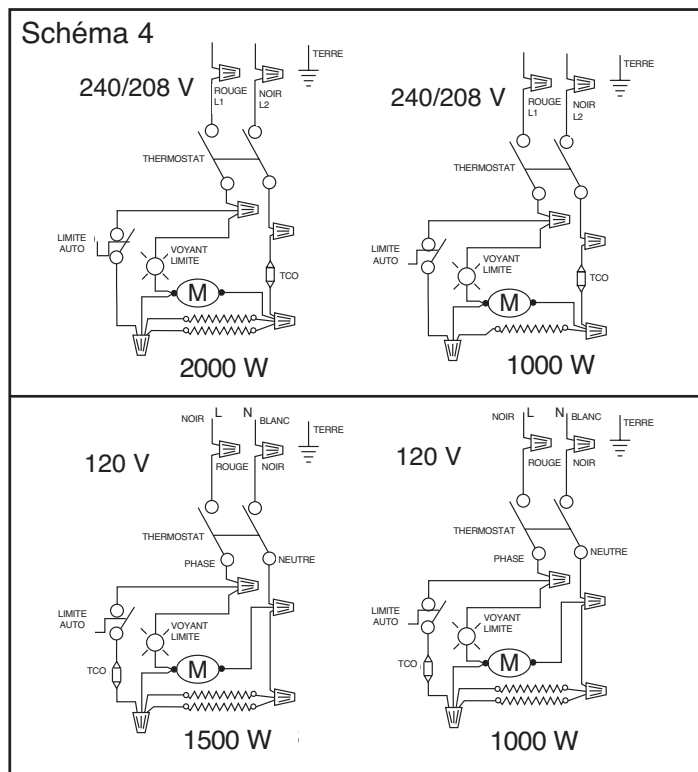 Schéma 4
TERRE
240/208 V
ROUGE
L1
NOIR
L2
THERMOSTAT
LIMITE
AUTO
VOYANT
LIMITE
TCO
M
2000 W
TERRE
240/208 V
ROUGE
L1
NOIR
L2
THERMOSTAT
LIMITE
AUTO
VOYANT
LIMITE
TCO
M
1000 W
NOIR
L
N
BLANC
TERRE
120 V
ROUGE
NOIR
THERMOSTAT
PHASE
NEUTRE
LIMITE
AUTO
VOYANT
LIMITE
TCO
M
1500 W
NOIR
L
N
BLANC
TERRE
120 V
ROUGE
NOIR
THERMOSTAT
PHASE
NEUTRE
LIMITE
AUTO
VOYANT
LIMITE
TCO
M
1000 W